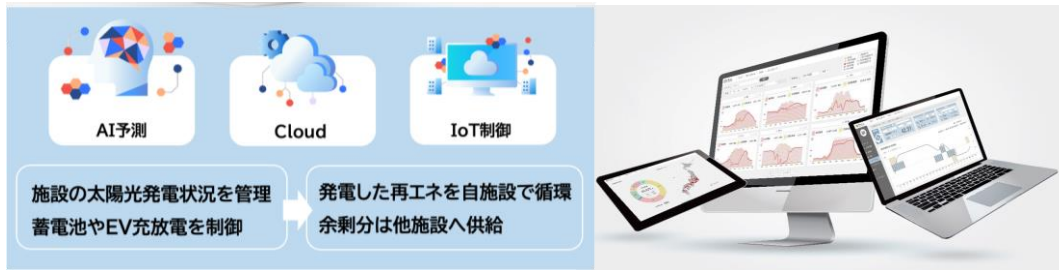 AI予測
Cloud
IoT制御
施設の太陽光発電状況を管理
蓄電池やEV充放電を制御
発電した再エネを自施設で循環
余剰分は他施設へ供給